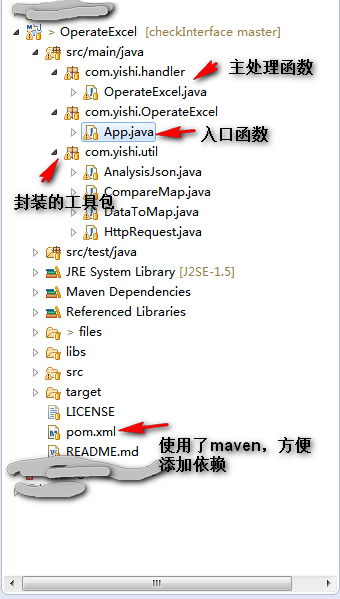 > OperateExcel [checkInterface master]
src/main/java
com.yishi.handler
主处理函数
OperateExcel.java
com.yishi.OperateExcel
App.java
入口函数
com.yishi.util
AnalysisJson.java
封装的工具包
CompareMap.java
DataToMap.java
HttpRequest.java
src/test/java
JRE System Library [J2SE-1.5]
Maven Dependencies
Referenced Libraries
> files
libs
src
target
LICENSE
pom.xml
使用了maven，方便
添加依赖
README.md